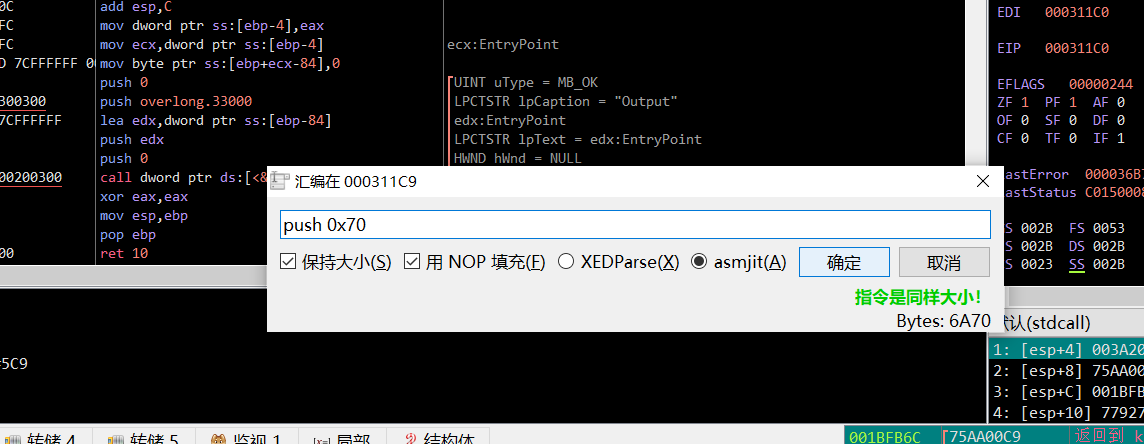 0C add esp,C
FC mov dword ptr ss:[ebp-4],eax
FC mov ecx,dword ptr ss:[ebp-4] ecx:EntryPoint
D 7CFFFFFF 0 mov byte ptr ss:[ebp+ecx-84],0
push 0 UINT uType = MB_OK
300300 push overlong.33000 LPCTSTR lpCaption = "Output"
7CFFFFFF lea edx,dword ptr ss:[ebp-84] edx:EntryPoint
push edx LPCTSTR lpText = edx:EntryPoint
push 0 HWND hWnd = NULL
00200300 call dword ptr ds:[<&
xor eax,eax
mov esp,ebp
pop ebp
00 ret 10
EDI 000311C0
EIP 000311C0
EFLAGS 00000244
ZF 1 PF 1 AF 0
OF 0 SF 0 DF 0
CF 0 TF 0 IF 1
astError 000036B
astStatus C0150008
S 002B FS 0053
S 002B DS 002B
S 0023 SS 002B
汇编在 000311C9
push 0x70
保持大小(S) 用 NOP 填充(F) XEDParse(X) asmjit(A) 确定 取消
指令是同样大小!
Bytes: 6A70
默认(stdcall)
1: [esp+4] 003A20
2: [esp+8] 75AA00
3: [esp+C] 001BFB
4: [esp+10] 77927
5C9
转储 4 转储 5 监视 1 [x=] 局部 结构体
001BFB6C 75AA00C9 返回到 k